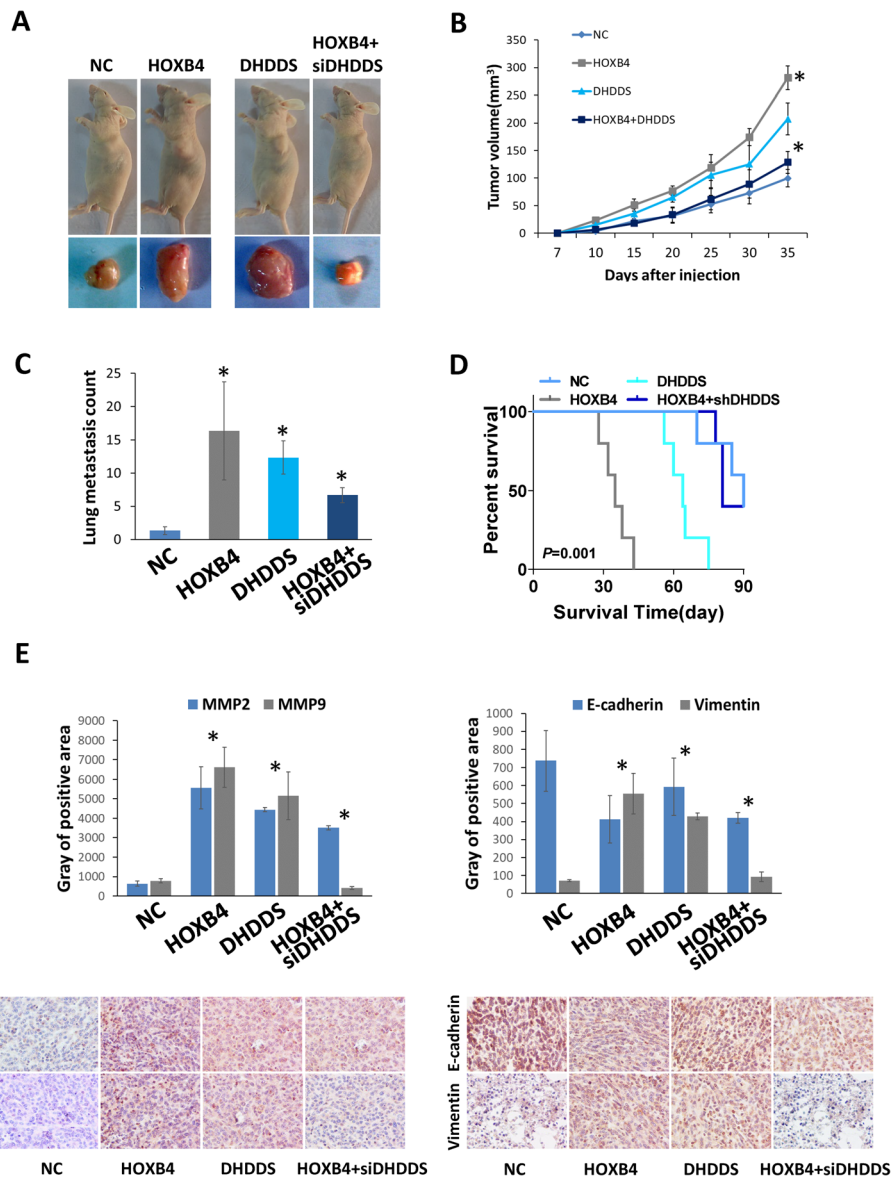 A
NC
HOXB4
DHDDS
HOXB4+
siDHDDS
B
NC
HOXB4
DHDDS
HOXB4+DHDDS
Tumor volume(mm3)
350
300
250
200
150
100
50
0
*
*
7 10 15 20 25 30 35
Days after injection
C
Lung metastasis count
25
20
15
10
5
0
*
*
*
NC
HOXB4
DHDDS
HOXB4+
siDHDDS
D
NC
DHDDS
HOXB4
HOXB4+shDHDDS
Percent survival
100
50
0
P=0.001
0 30 60 90
Survival Time(day)
E
MMP2 MMP9
Gray of positive area
9000
8000
7000
6000
5000
4000
3000
2000
1000
0
*
*
*
NC
HOXB4
DHDDS
HOXB4+
siDHDDS
E-cadherin Vimentin
Gray of positive area
1000
900
800
700
600
500
400
300
200
100
0
*
*
*
NC
HOXB4
DHDDS
HOXB4+
siDHDDS
E-cadherin
Vimentin
NC HOXB4 DHDDS HOXB4+siDHDDS
NC HOXB4 DHDDS HOXB4+siDHDDS